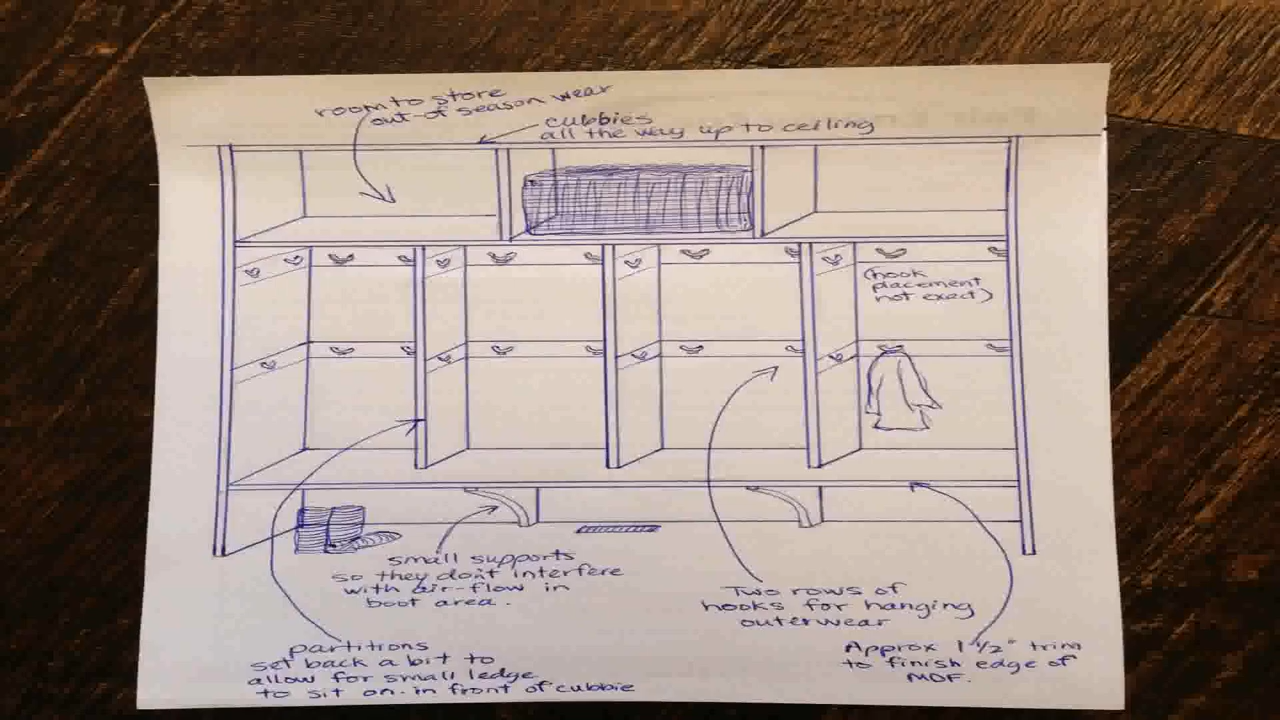 room to store
out-of season wear
cubbies
all the way up to ceiling
(hook
placement
not exact)
small supports
so they don't interfere
with air-flow in
boot area.
Two rows of
hooks for hanging
outerwear
partitions
set back a bit to
allow for small ledge
to sit on in front of cubbie
Approx 1 1/2" trim
to finish edge of
MDF.